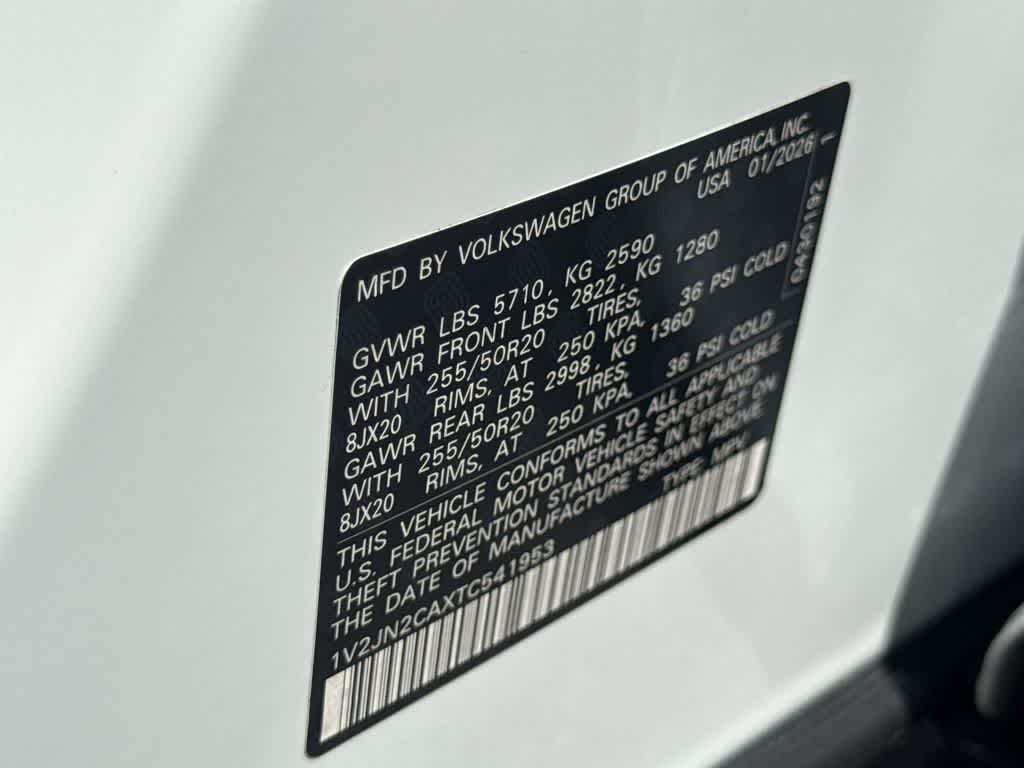 MFD BY VOLKSWAGEN GROUP OF AMERICA, INC.
USA 01/2026
GVWR LBS 5710, KG 2590
GAWR FRONT LBS 2822, KG 1280
WITH 255/50R20 TIRES,
8JX20 RIMS, AT 250 KPA, 36 PSI COLD
GAWR REAR LBS 2998, KG 1360
WITH 255/50R20 TIRES,
8JX20 RIMS, AT 250 KPA, 36 PSI COLD
THIS VEHICLE CONFORMS TO ALL APPLICABLE
U.S. FEDERAL MOTOR VEHICLE SAFETY AND
THEFT PREVENTION STANDARDS IN EFFECT ON
THE DATE OF MANUFACTURE SHOWN ABOVE.
1V2JN2CAXTC541953 TYPE: MPV
0A30192 1